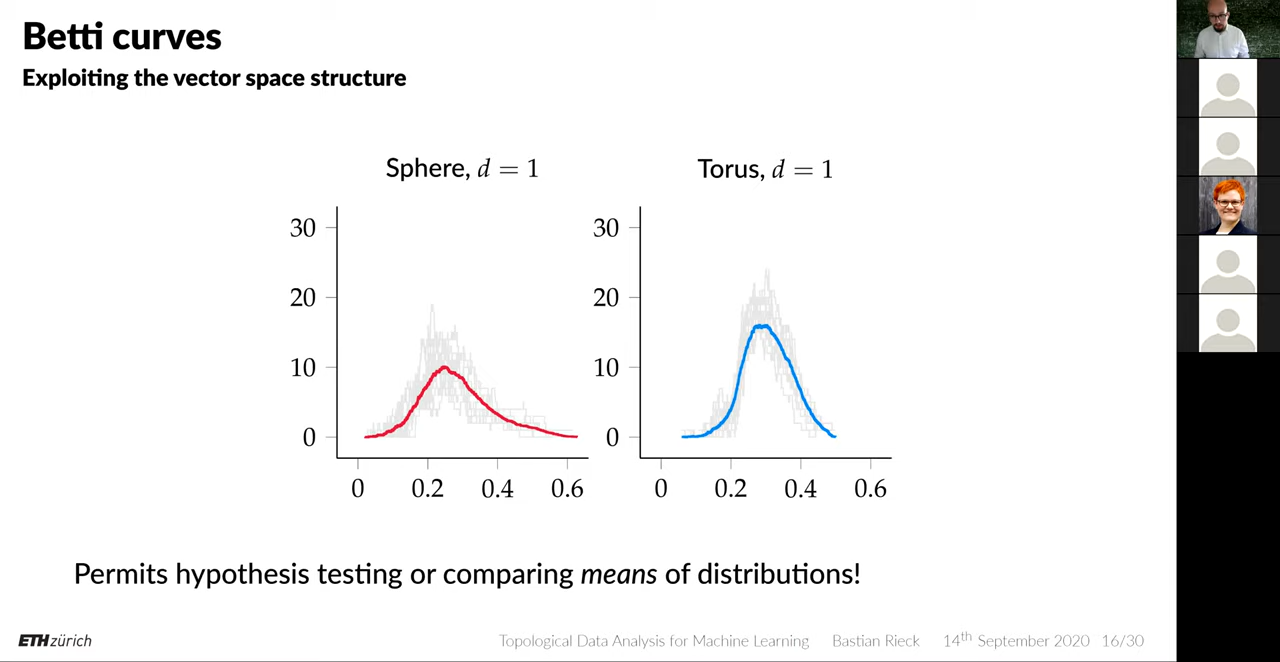 Betti curves
Exploiting the vector space structure
Sphere, d = 1
30
20
10
0
0 0.2 0.4 0.6
Torus, d = 1
30
20
10
0
0 0.2 0.4 0.6
Permits hypothesis testing or comparing means of distributions!
ETH zürich Topological Data Analysis for Machine Learning Bastian Rieck 14th September 2020 16/30